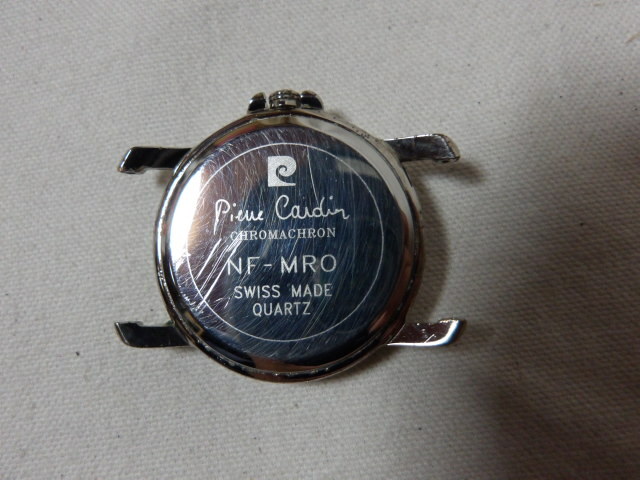 Pierre Cardin
CHROMACHRON
NF-MRO
SWISS MADE
QUARTZ